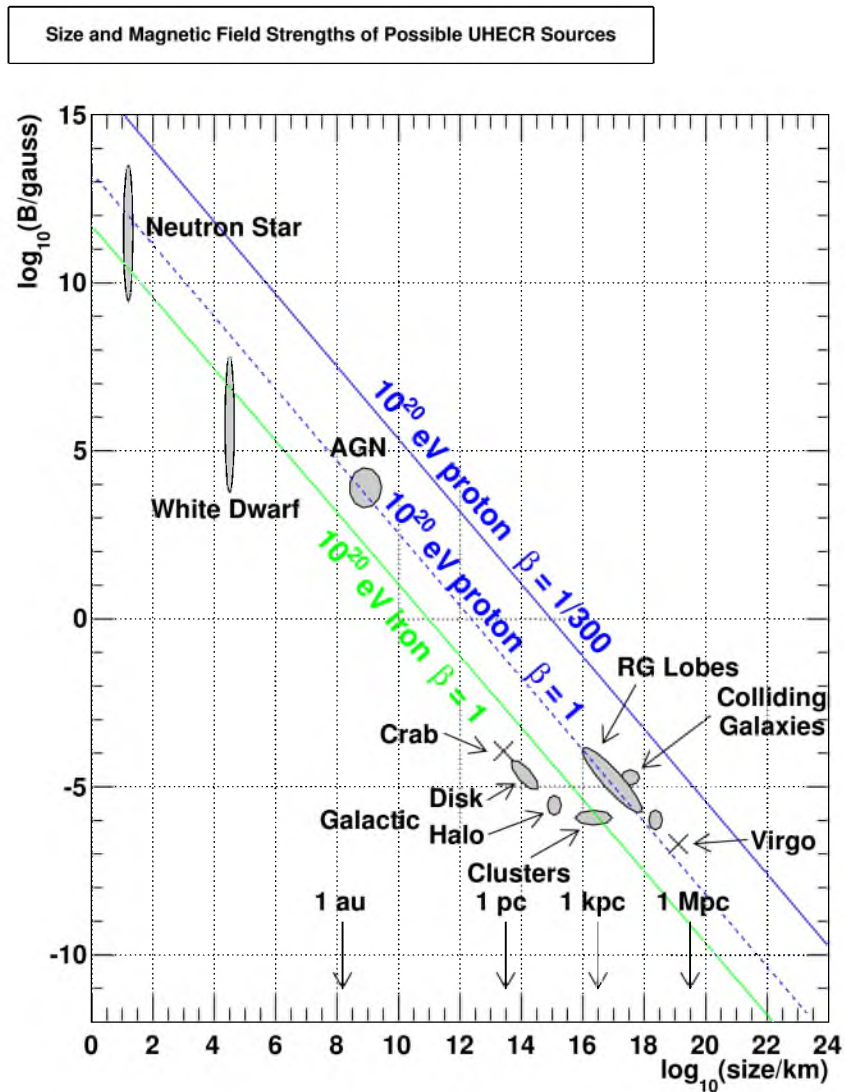 Size and Magnetic Field Strengths of Possible UHECR Sources
log10(B/gauss)
15
10
5
0
-5
-10
Neutron Star
White Dwarf
AGN
10^20 eV proton β = 1/300
10^20 eV proton β = 1
10^20 eV iron β = 1
RG Lobes
Colliding
Galaxies
Crab
Disk
Galactic
Halo
Clusters
Virgo
1 au
1 pc
1 kpc
1 Mpc
0 2 4 6 8 10 12 14 16 18 20 22 24
log10(size/km)